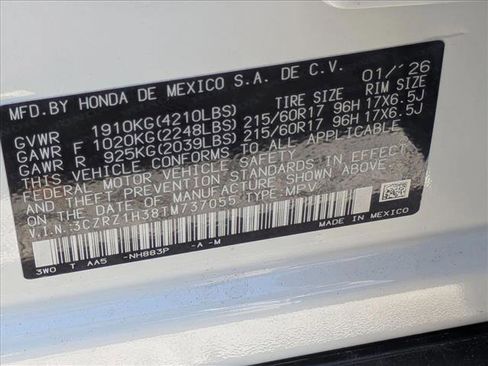 MFD.BY HONDA DE MEXICO S.A. DE C.V. 01/'26
TIRE SIZE RIM SIZE
GVWR 1910KG(4210LBS)
GAWR F 1020KG(2248LBS) 215/60R17 96H 17X6.5J
GAWR R 925KG(2039LBS) 215/60R17 96H 17X6.5J
THIS VEHICLE CONFORMS TO ALL APPLICABLE
FEDERAL MOTOR VEHICLE SAFETY AND
THEFT PREVENTION STANDARDS IN EFFECT ON
THE DATE OF MANUFACTURE SHOWN ABOVE.
V.I.N.:3CZRZ1H38TM737055 TYPE:MPV
3WO T AA5 -NH883P -A -M
MADE IN MEXICO